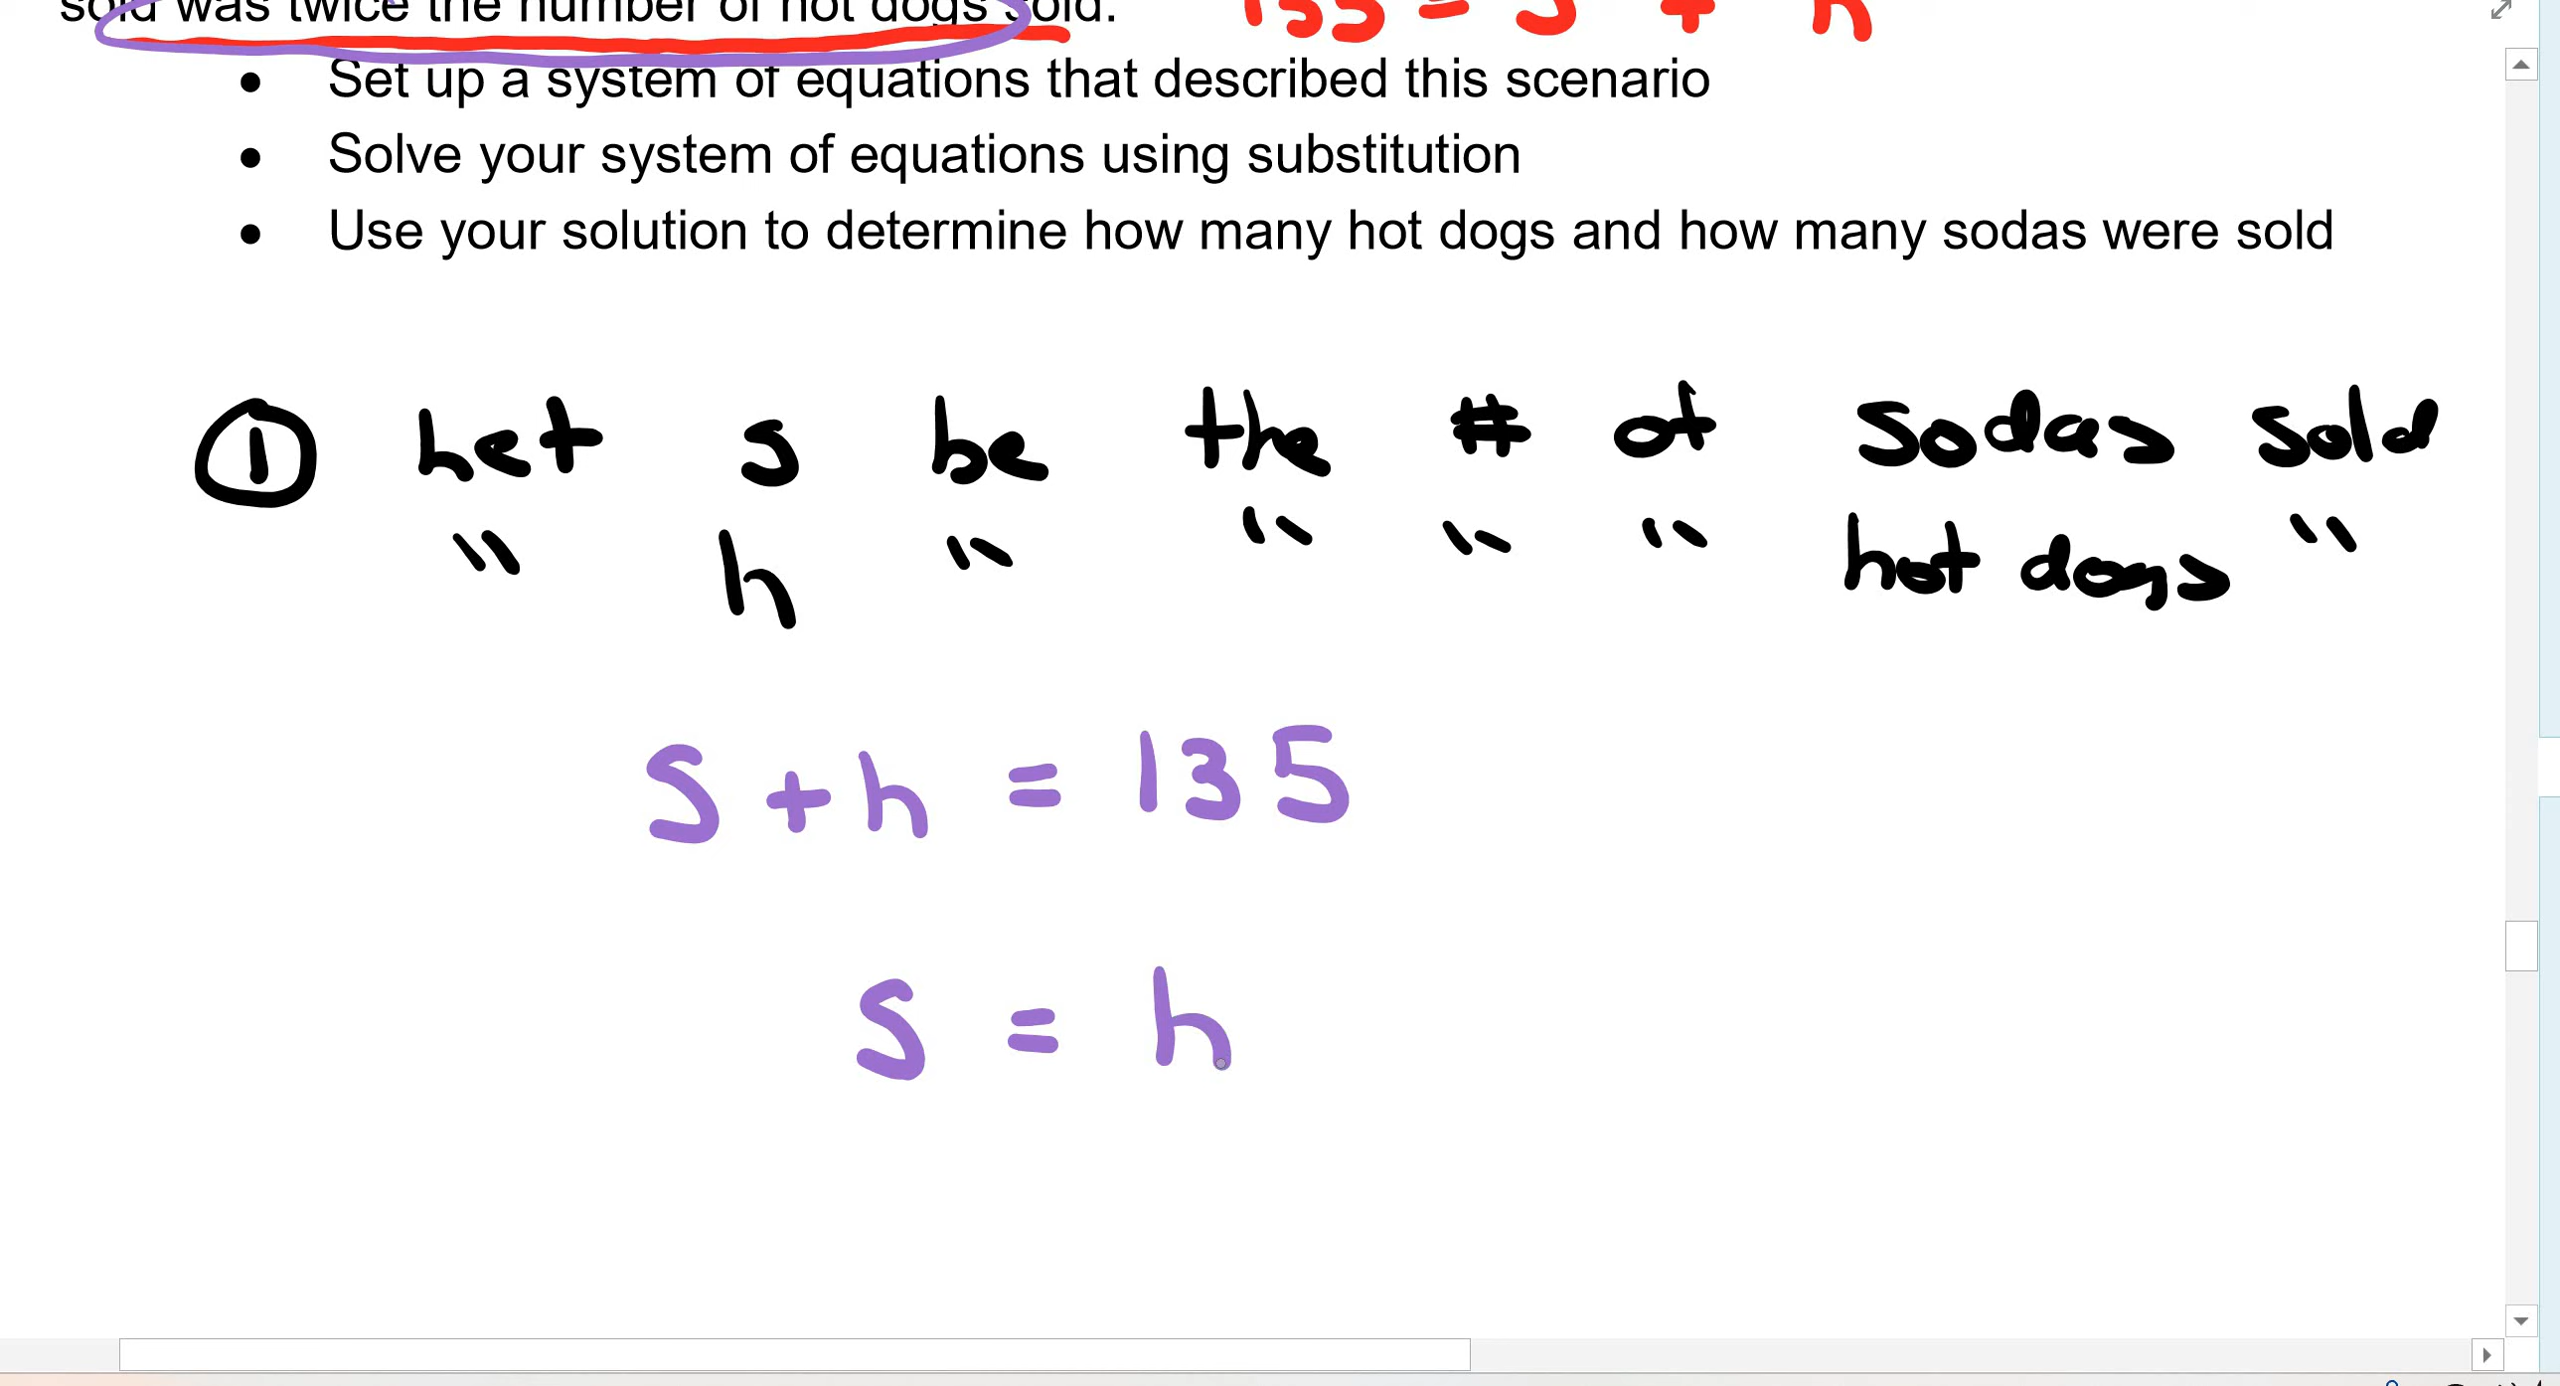 sold was twice the number of hot dogs sold. 135 = s + h
• Set up a system of equations that described this scenario
• Solve your system of equations using substitution
• Use your solution to determine how many hot dogs and how many sodas were sold
① Let s be the # of sodas sold
" h " " " " hot dogs "
s + h = 135
s = h